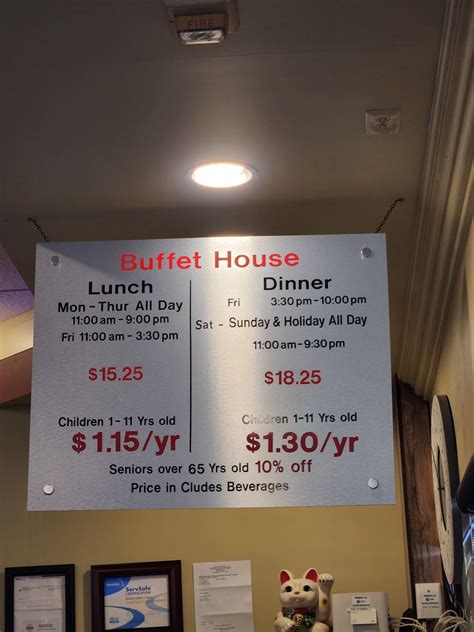 FIRE
Buffet House
Lunch
Mon - Thur All Day
11:00 am - 9:00 pm
Fri 11:00 am - 3:30 pm
$15.25
Children 1-11 Yrs old
$1.15/yr
Dinner
Fri 3:30 pm - 10:00 pm
Sat - Sunday & Holiday All Day
11:00 am - 9:30 pm
$18.25
Children 1-11 Yrs old
$1.30/yr
Seniors over 65 Yrs old 10% off
Price in Cludes Beverages
ServSafe
CERTIFICATION